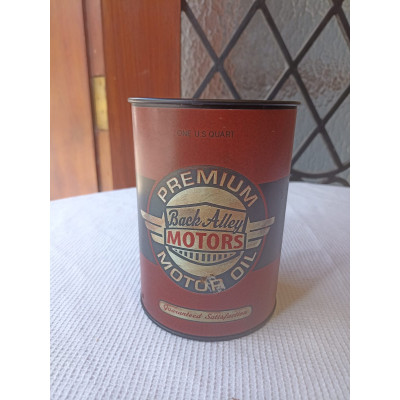 ONE U.S QUART
PREMIUM
Back Alley
MOTORS
MOTOR OIL
Guaranteed Satisfaction